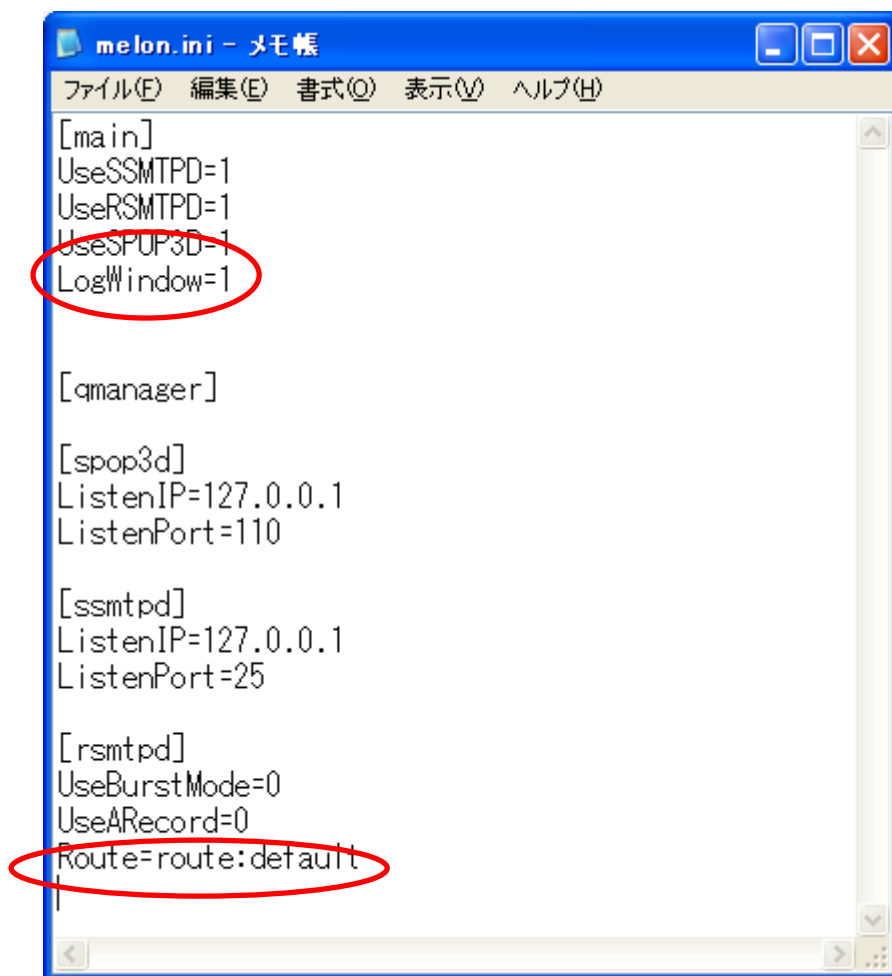 melon.ini - メモ帳
ファイル(F) 編集(E) 書式(O) 表示(V) ヘルプ(H)
[main]
UseSSMTPD=1
UseRSMTPD=1
UseSPOP3D=1
LogWindow=1
[qmanager]
[spop3d]
ListenIP=127.0.0.1
ListenPort=110
[ssmtpd]
ListenIP=127.0.0.1
ListenPort=25
[rsmtpd]
UseBurstMode=0
UseARecord=0
Route=route:default